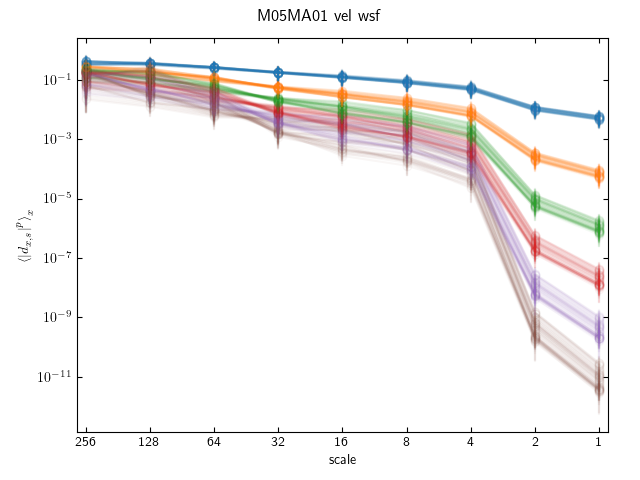 M05MA01 vel wsf
⟨|d_{x,s}|^p⟩_x
10^{-1}
10^{-3}
10^{-5}
10^{-7}
10^{-9}
10^{-11}
256 128 64 32 16 8 4 2 1
scale